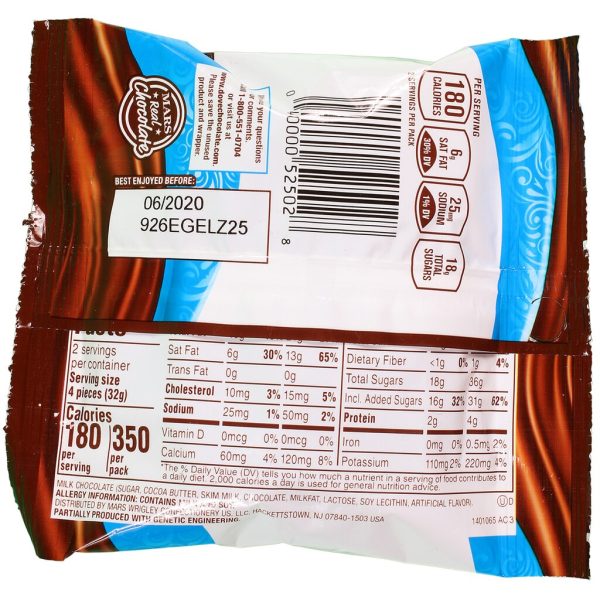 MARS
Real
Chocolate
your questions
comments.
1-800-551-0704
or visit us at
www.dovechocolate.com.
Please save the unused
product and wrapper.
BEST ENJOYED BEFORE:
06/2020
926EGELZ25
0 00000 52502 8
PER SERVING
2 SERVINGS PER PACK
180
CALORIES
6g
SAT FAT
30% DV
25mg
SODIUM
1% DV
18g
TOTAL
SUGARS
2 servings
per container
Serving size
4 pieces (32g)
Calories
180 per serving
350 per pack
Sat Fat 6g 30% 13g 65%
Trans Fat 0g 0g
Cholesterol 10mg 3% 15mg 5%
Sodium 25mg 1% 50mg 2%
Vitamin D 0mcg 0% 0mcg 0%
Calcium 60mg 4% 120mg 8%
Dietary Fiber <1g 0% 1g 4%
Total Sugars 18g 36g
Incl. Added Sugars 16g 32% 31g 62%
Protein 2g 4g
Iron 0mg 0% 0.5mg 2%
Potassium 110mg 2% 220mg 4%
*The % Daily Value (DV) tells you how much a nutrient in a serving of food contributes to
a daily diet. 2,000 calories a day is used for general nutrition advice.
MILK CHOCOLATE (SUGAR, COCOA BUTTER, SKIM MILK, CHOCOLATE, MILKFAT, LACTOSE, SOY LECITHIN, ARTIFICIAL FLAVOR).
ALLERGY INFORMATION: CONTAINS
DISTRIBUTED BY MARS WRIGLEY CONFECTIONERY US, LLC, HACKETTSTOWN, NJ 07840-1503 USA
PARTIALLY PRODUCED WITH GENETIC ENGINEERING
U D
1401065 AC3